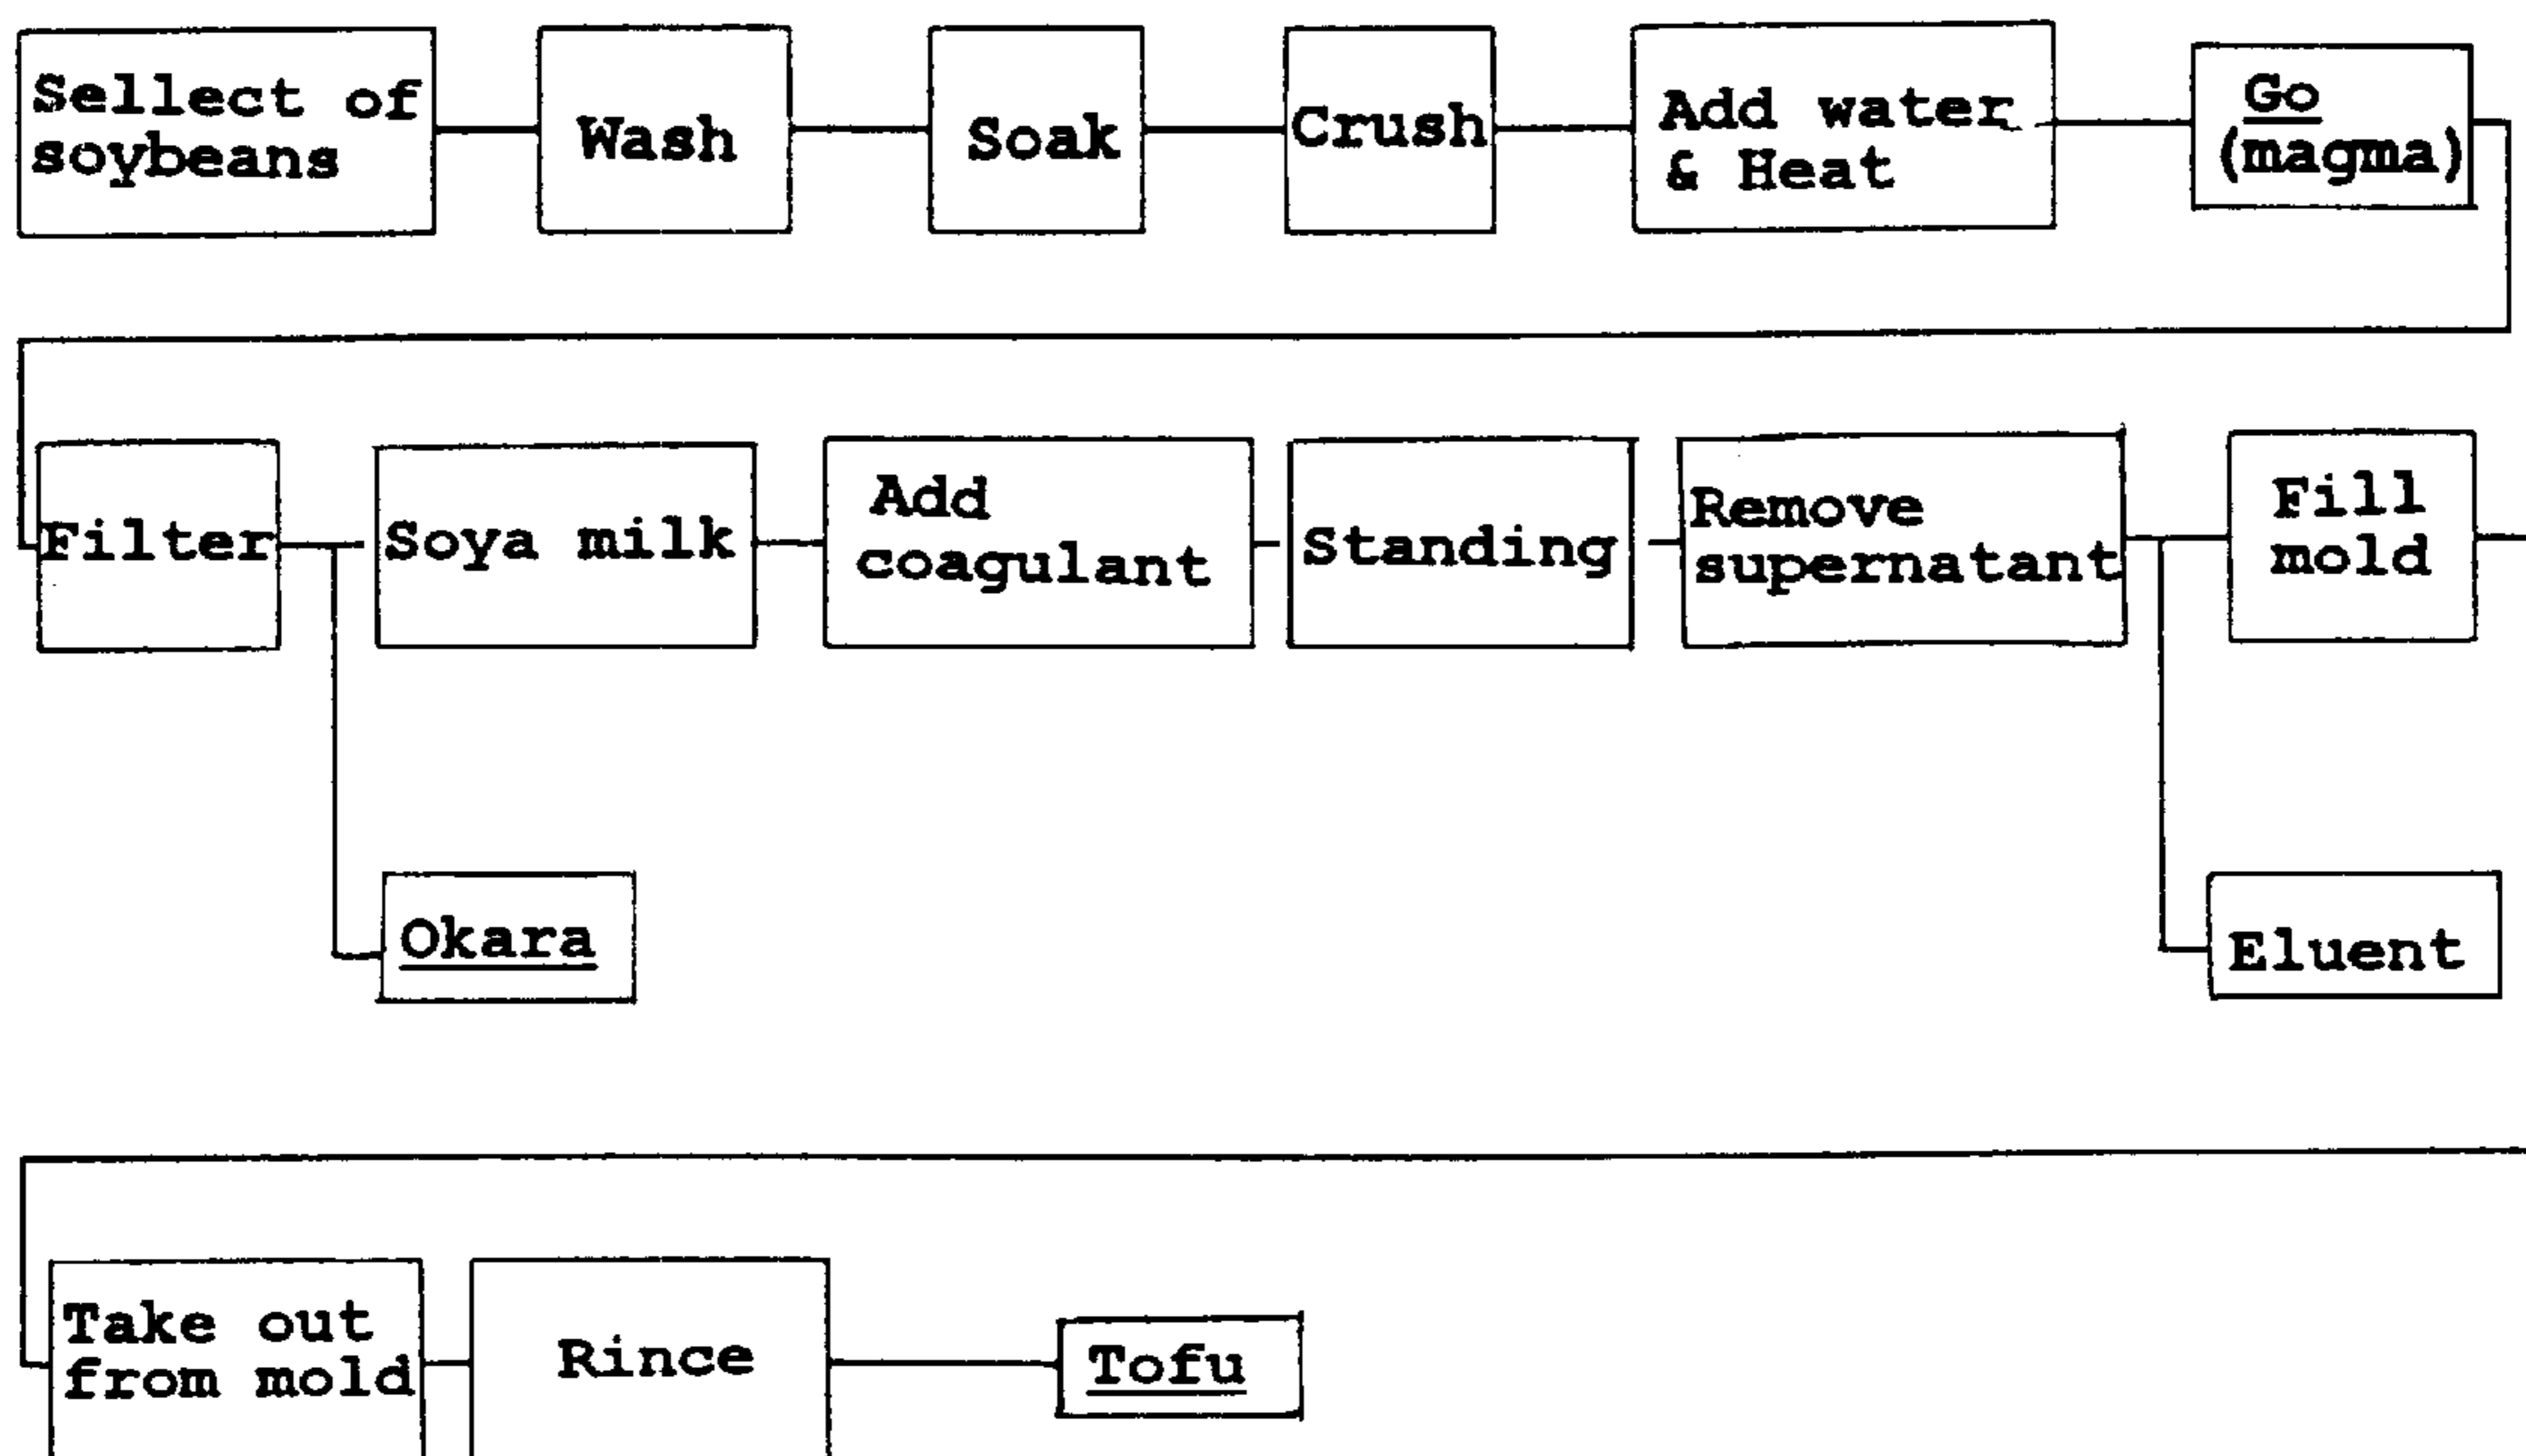 Sellect of
soybeans
Wash
Soak
Crush
Add water
& Heat
Go
(magma)
Filter
Soya milk
Add
coagulant
Standing
Remove
supernatant
Fill
mold
Okara
Eluent
Take out
from mold
Rince
Tofu